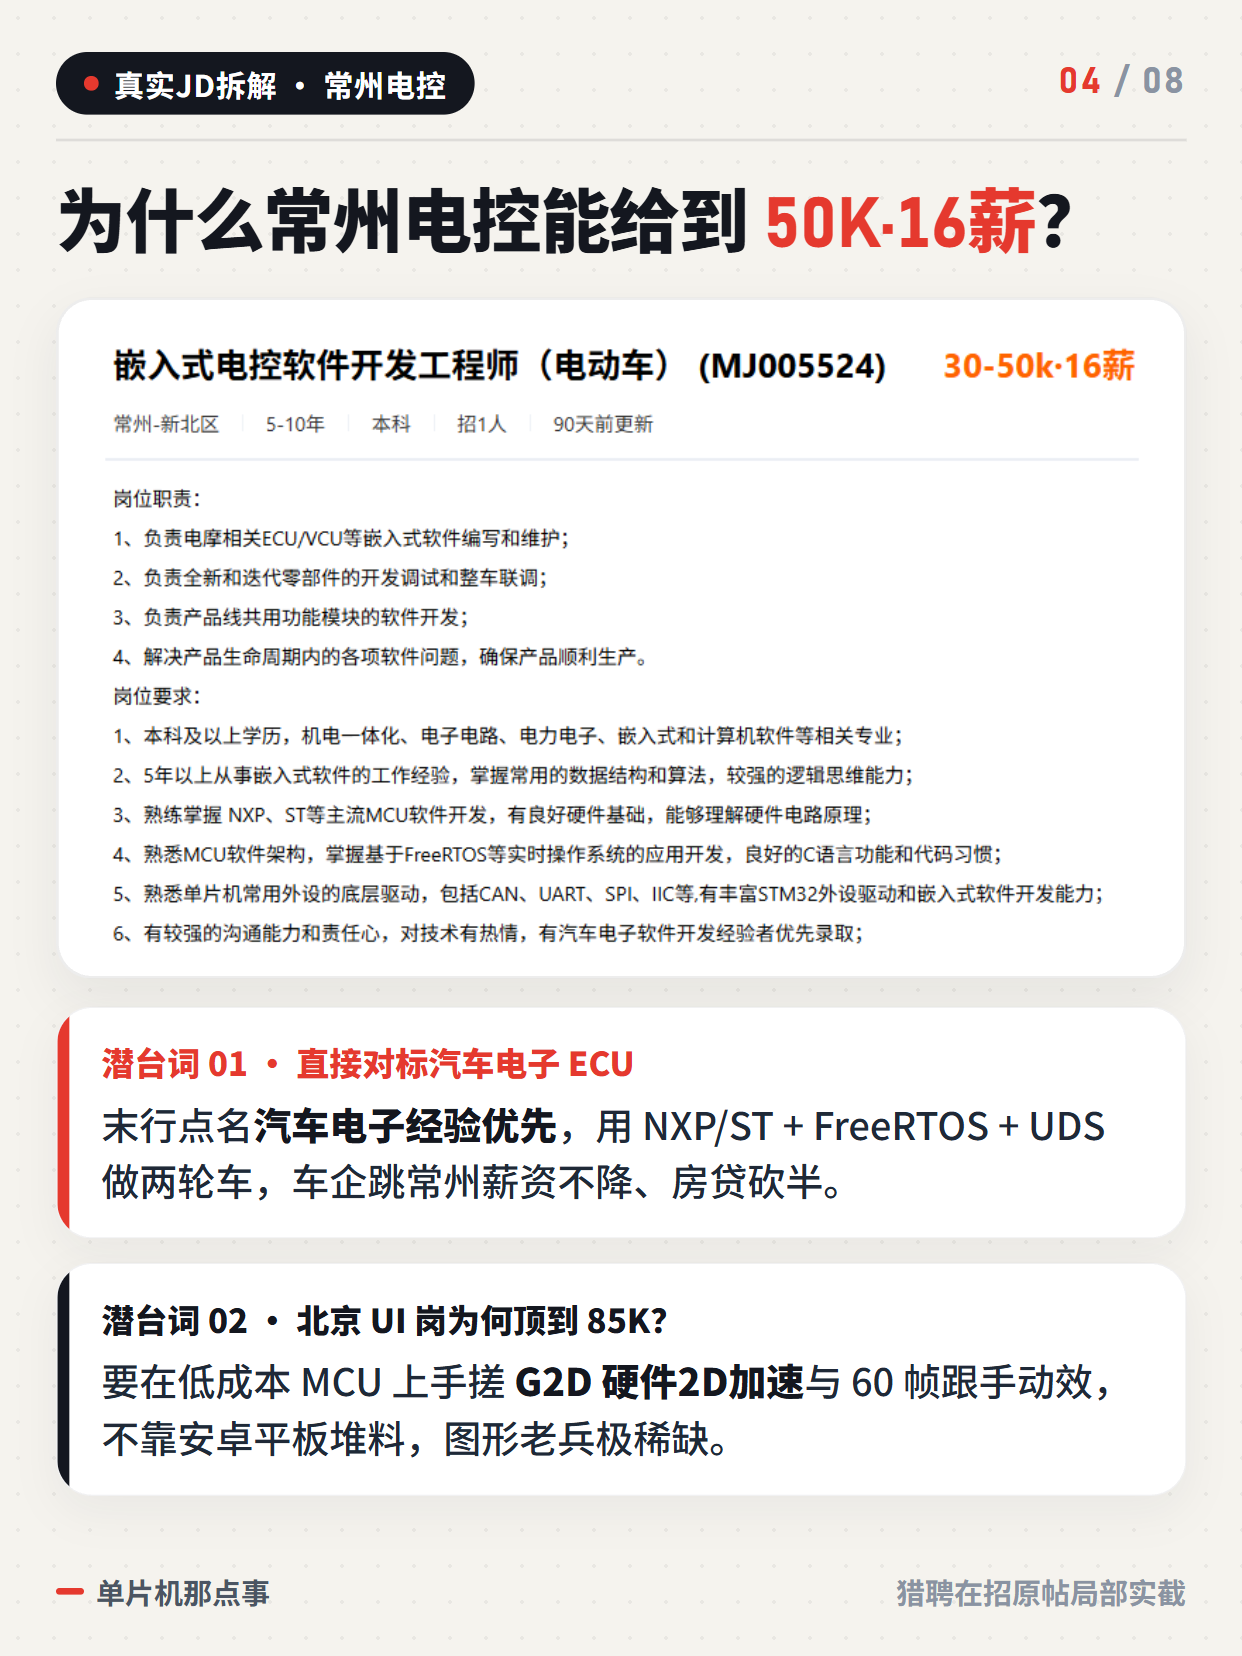 真实JD拆解 · 常州电控
04 / 08
为什么常州电控能给到 50K·16薪？
嵌入式电控软件开发工程师（电动车） (MJ005524) 30-50k·16薪
常州-新北区 5-10年 本科 招1人 90天前更新
岗位职责：
1、负责电摩相关ECU/VCU等嵌入式软件编写和维护；
2、负责全新和迭代零部件的开发调试和整车联调；
3、负责产品线共用功能模块的软件开发；
4、解决产品生命周期内的各项软件问题，确保产品顺利生产。
岗位要求：
1、本科及以上学历，机电一体化、电子电路、电力电子、嵌入式和计算机软件等相关专业；
2、5年以上从事嵌入式软件的工作经验，掌握常用的数据结构和算法，较强的逻辑思维能力；
3、熟练掌握 NXP、ST等主流MCU软件开发，有良好硬件基础，能够理解硬件电路原理；
4、熟悉MCU软件架构，掌握基于FreeRTOS等实时操作系统的应用开发，良好的C语言功能和代码习惯；
5、熟悉单片机常用外设的底层驱动，包括CAN、UART、SPI、IIC等,有丰富STM32外设驱动和嵌入式软件开发能力；
6、有较强的沟通能力和责任心，对技术有热情，有汽车电子软件开发经验者优先录取；
潜台词 01 · 直接对标汽车电子 ECU
末行点名汽车电子经验优先，用 NXP/ST + FreeRTOS + UDS
做两轮车，车企跳常州薪资不降、房贷砍半。
潜台词 02 · 北京 UI 岗为何顶到 85K？
要在低成本 MCU 上手搓 G2D 硬件2D加速与 60 帧跟手动效，
不靠安卓平板堆料，图形老兵极稀缺。
单片机那点事
猎聘在招原帖局部实截